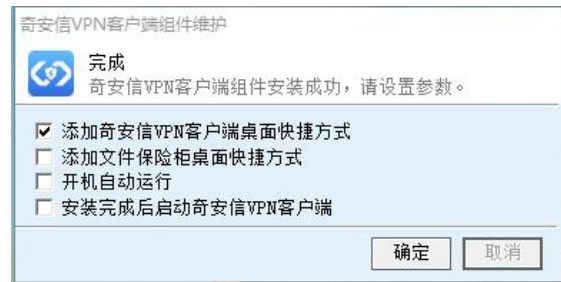 奇安信VPN客户端组件维护
完成
奇安信VPN客户端组件安装成功，请设置参数。
添加奇安信VPN客户端桌面快捷方式
添加文件保险柜桌面快捷方式
开机自动运行
安装完成后启动奇安信VPN客户端
确定
取消